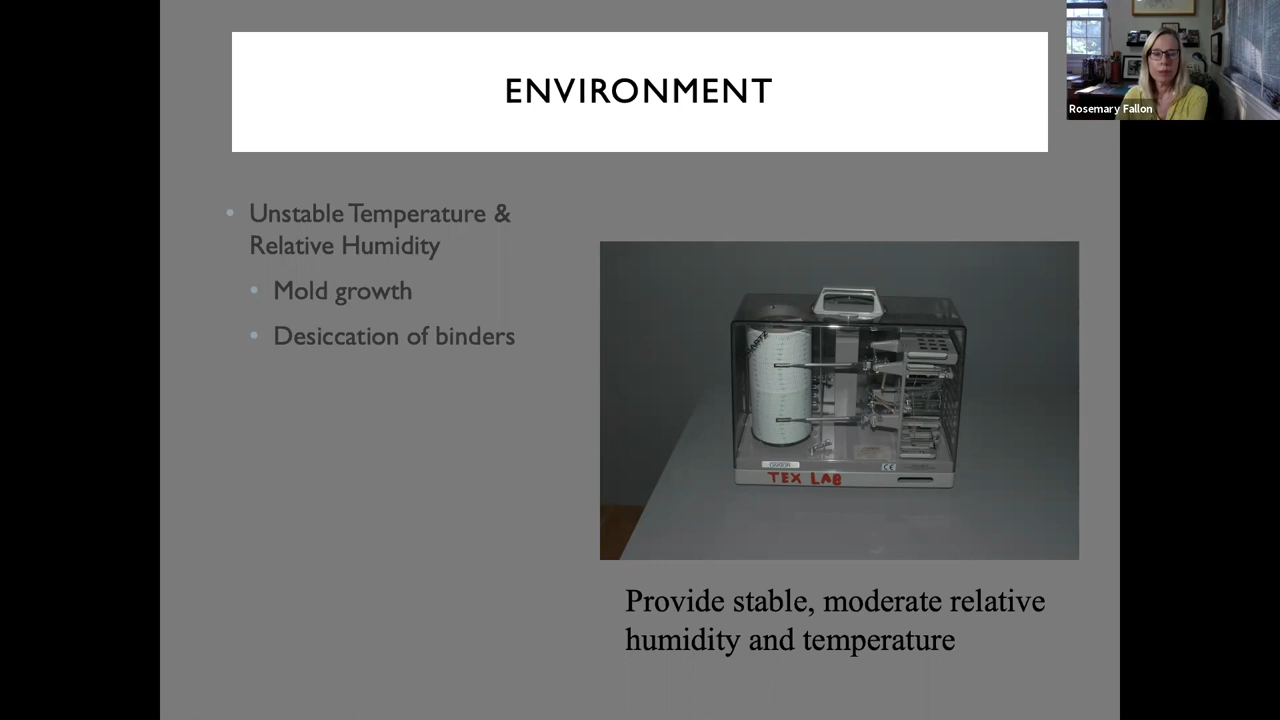 ENVIRONMENT
Rosemary Fallon
Unstable Temperature &
Relative Humidity
Mold growth
Desiccation of binders
TEX LAB
CE
Provide stable, moderate relative
humidity and temperature